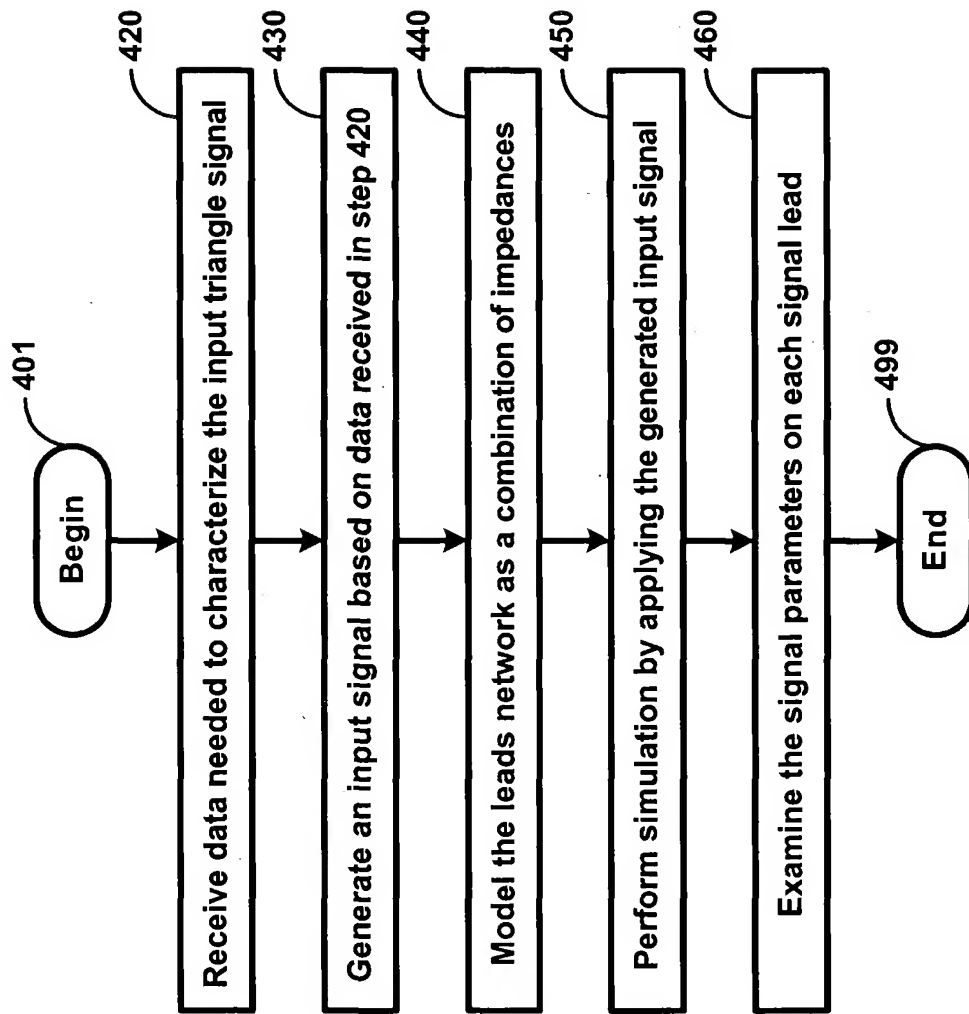 Begin
401
Receive data needed to characterize the input triangle signal
420
Generate an input signal based on data received in step 420
430
Model the leads network as a combination of impedances
440
Perform simulation by applying the generated input signal
450
Examine the signal parameters on each signal lead
460
End
499